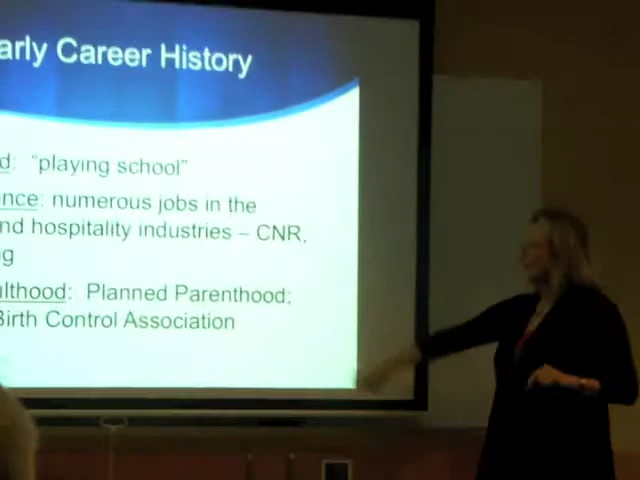 arly Career History
d: "playing school"
nce: numerous jobs in the
nd hospitality industries – CNR,
g
ulthood: Planned Parenthood;
Birth Control Association